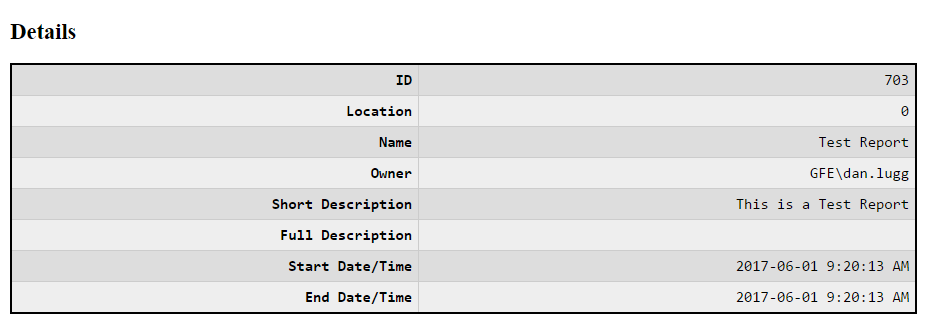 Details
ID 703
Location 0
Name Test Report
Owner GFE\dan.lugg
Short Description This is a Test Report
Full Description
Start Date/Time 2017-06-01 9:20:13 AM
End Date/Time 2017-06-01 9:20:13 AM